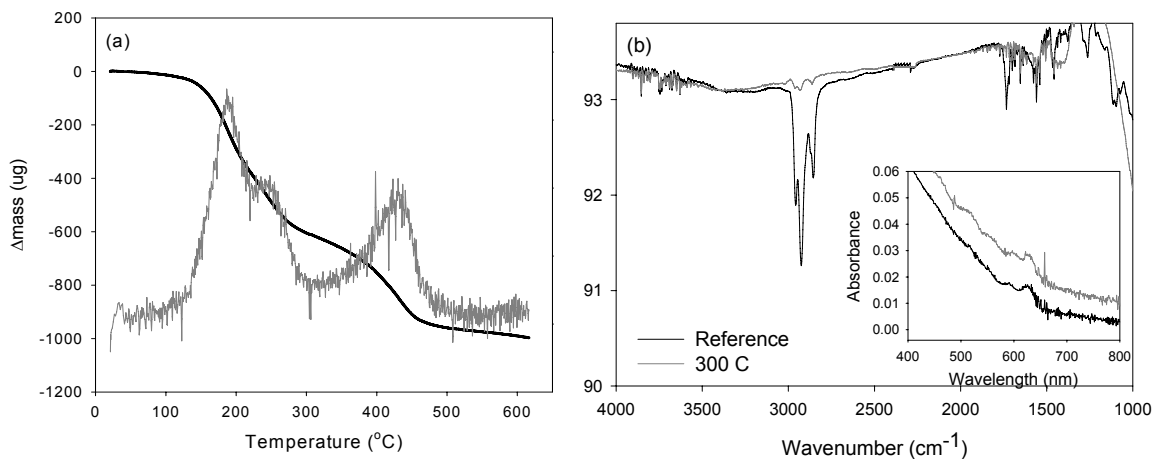 (a)
200
0
-200
-400
-600
-800
-1000
-1200
Δmass (ug)
0 100 200 300 400 500 600
Temperature (°C)
(b)
93
92
91
90
4000 3500 3000 2500 2000 1500 1000
Wavenumber (cm-1)
Reference
300 C
0.06
0.05
0.04
0.03
0.02
0.01
0.00
Absorbance
400 500 600 700 800
Wavelength (nm)